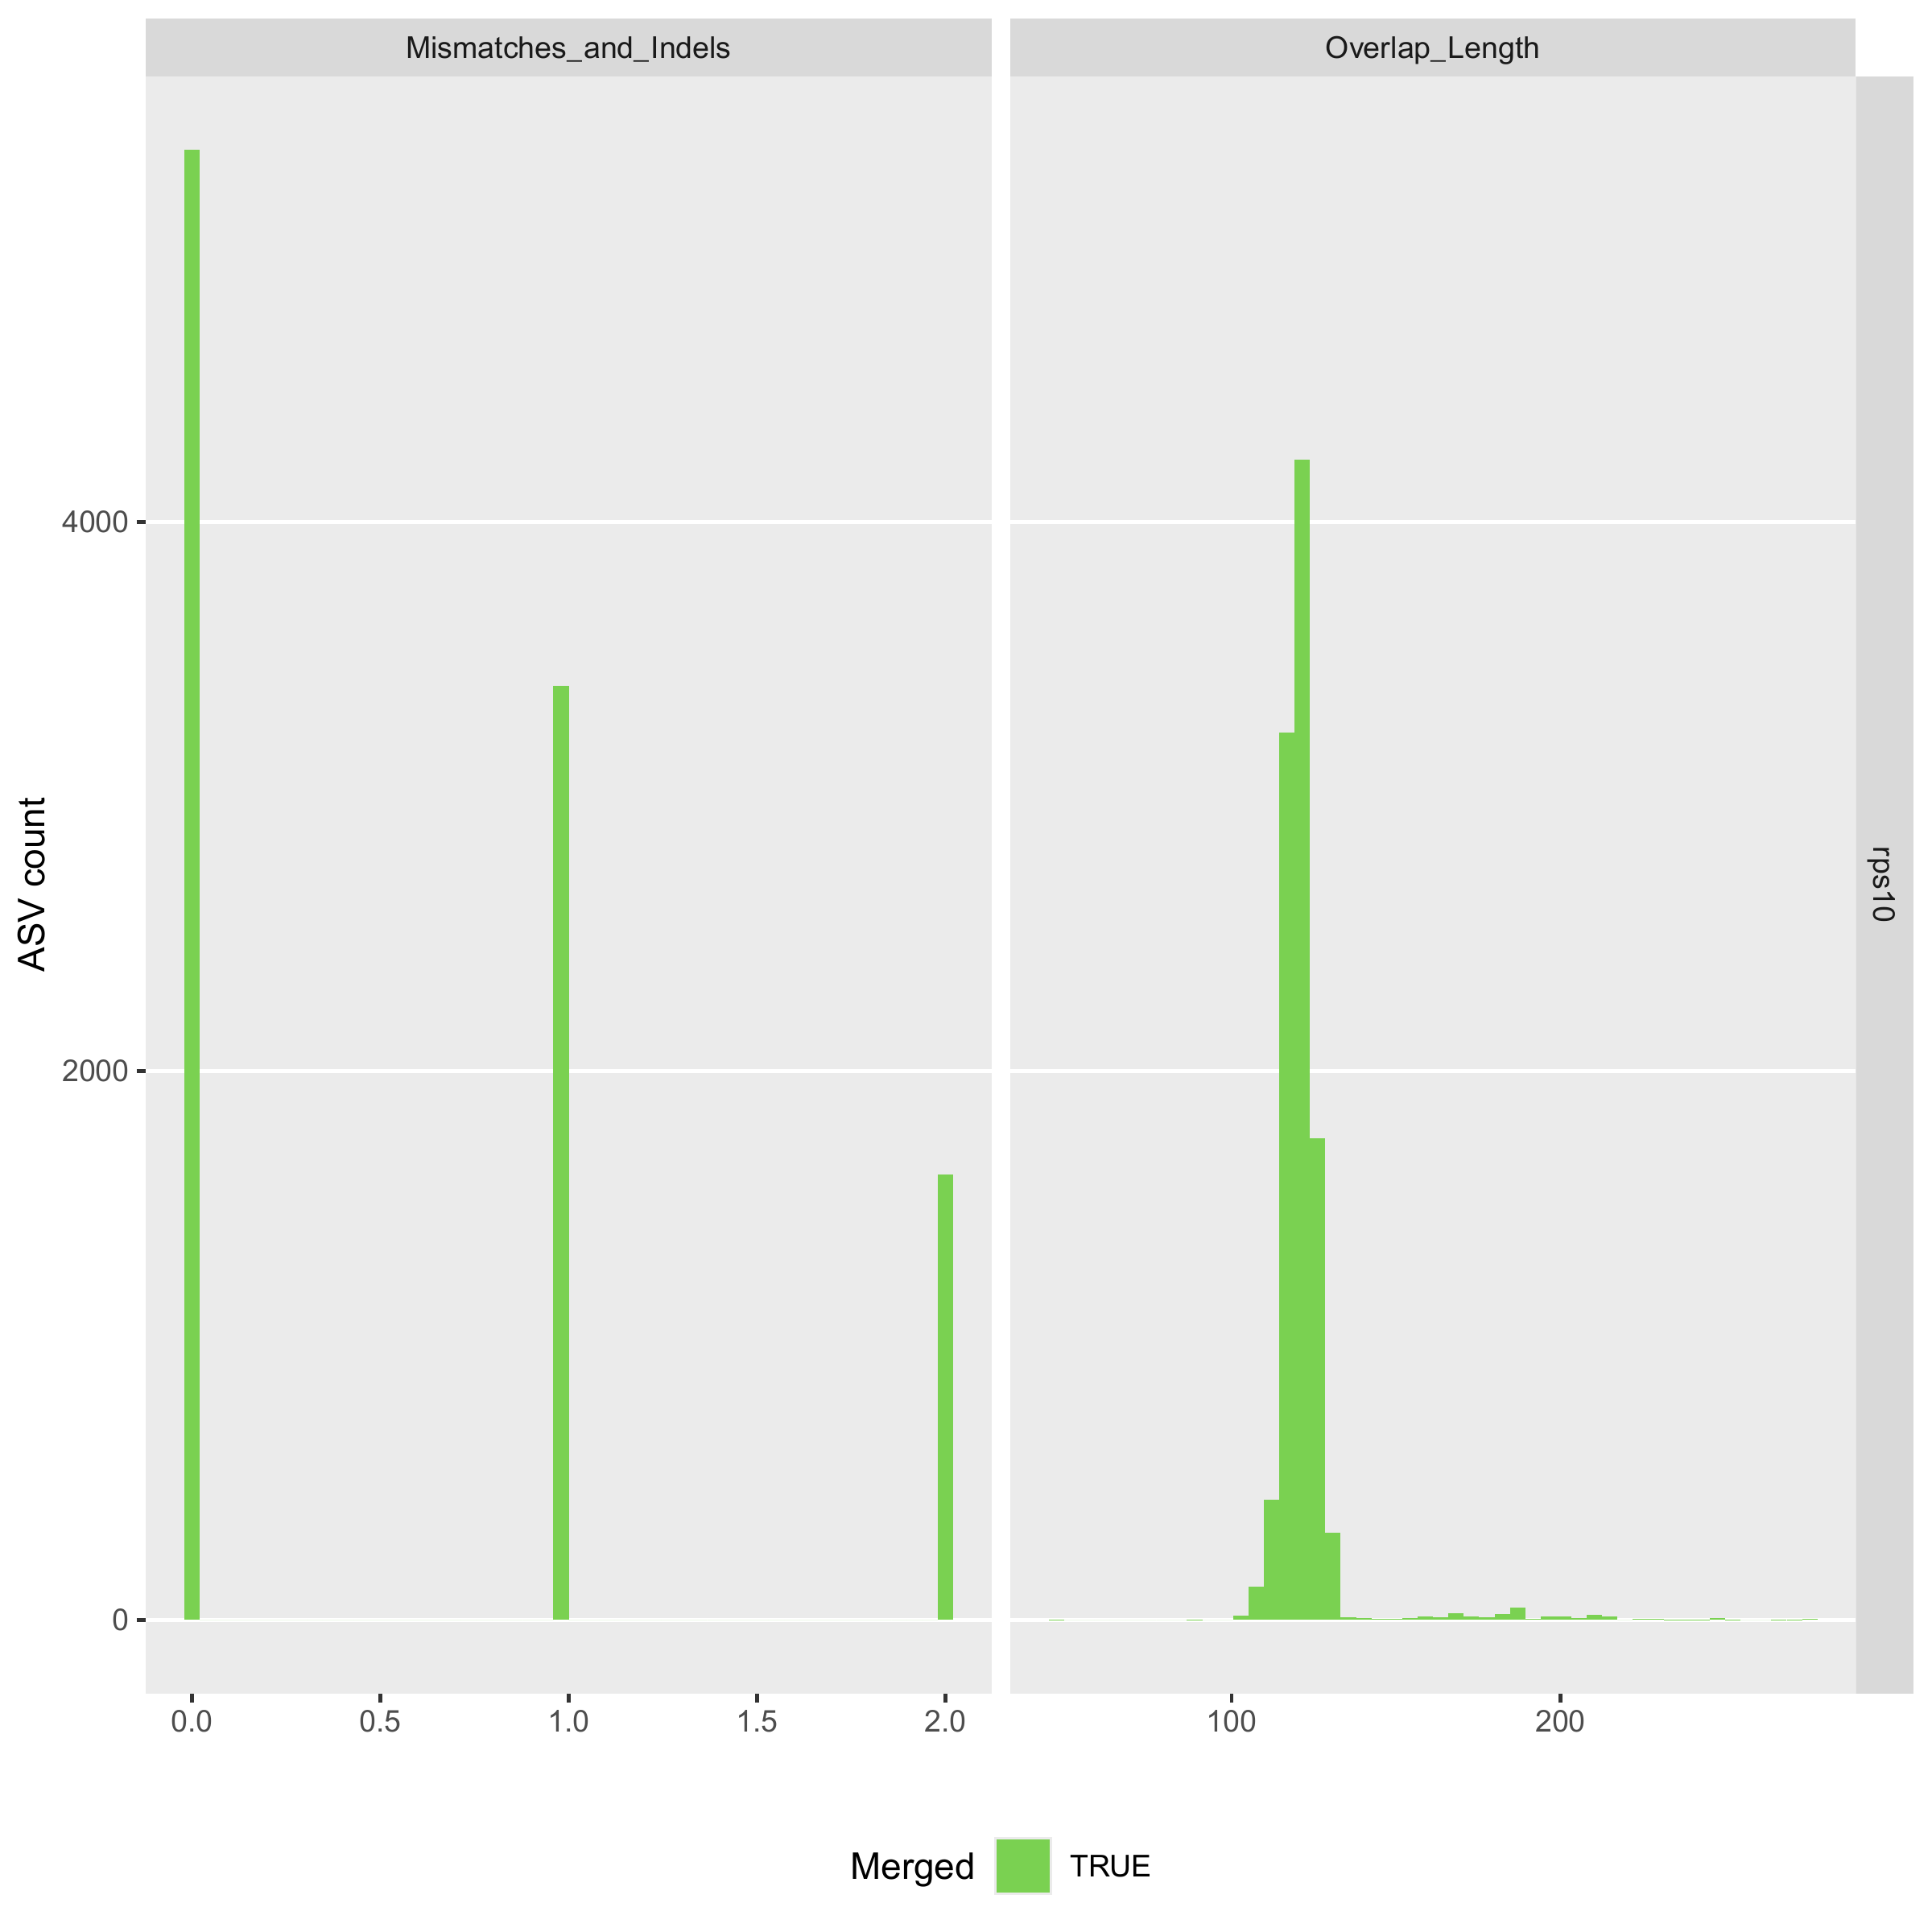 Mismatches_and_Indels
Overlap_Length
ASV count
4000
2000
0
rps10
0.0
0.5
1.0
1.5
2.0
100
200
Merged
TRUE